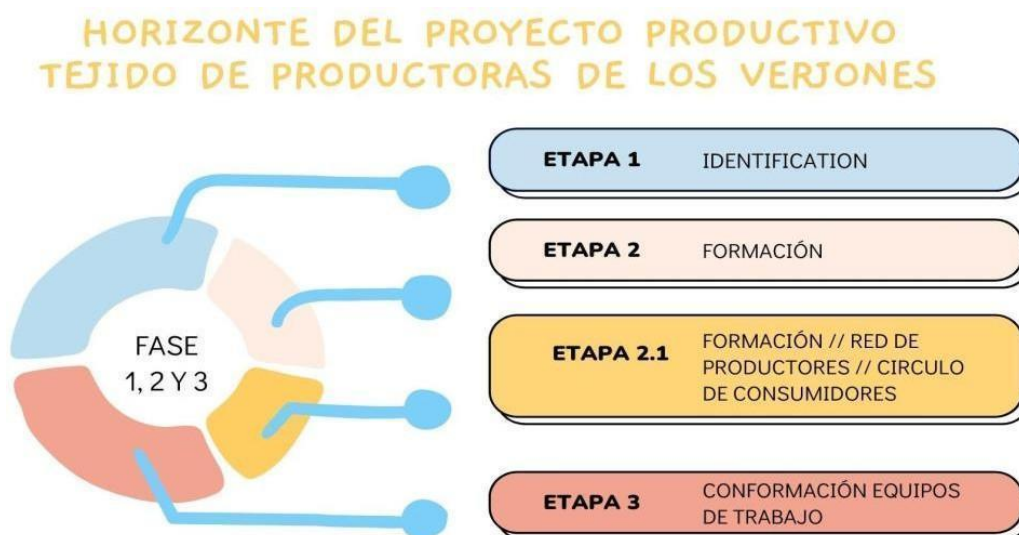 HORIZONTE DEL PROYECTO PRODUCTIVO
TEJIDO DE PRODUCTORAS DE LOS VERJONES
ETAPA 1 IDENTIFICATION
ETAPA 2 FORMACIÓN
ETAPA 2.1 FORMACIÓN // RED DE
PRODUCTORES // CIRCULO
DE CONSUMIDORES
ETAPA 3 CONFORMACIÓN EQUIPOS
DE TRABAJO
FASE
1, 2 Y 3